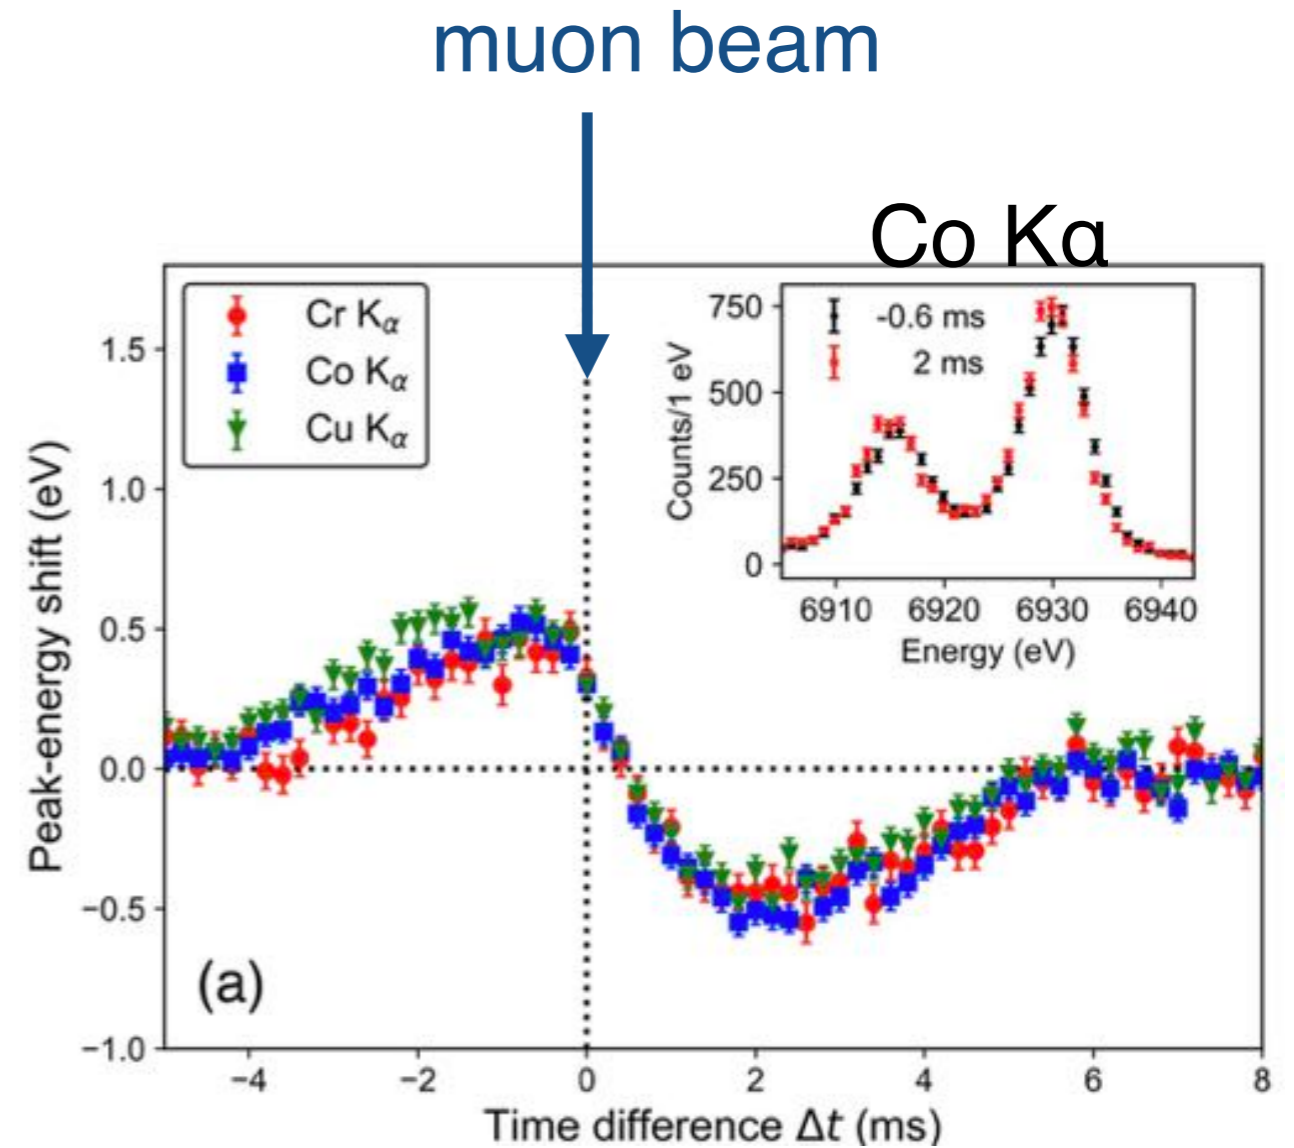 muon beam
Co Kα
Cr Kα
Co Kα
Cu Kα
-0.6 ms
2 ms
750
500
250
0
Counts/1 eV
6910 6920 6930 6940
Energy (eV)
1.5
1.0
0.5
0.0
−0.5
−1.0
Peak-energy shift (eV)
(a)
−4 −2 0 2 4 6 8
Time difference Δt (ms)